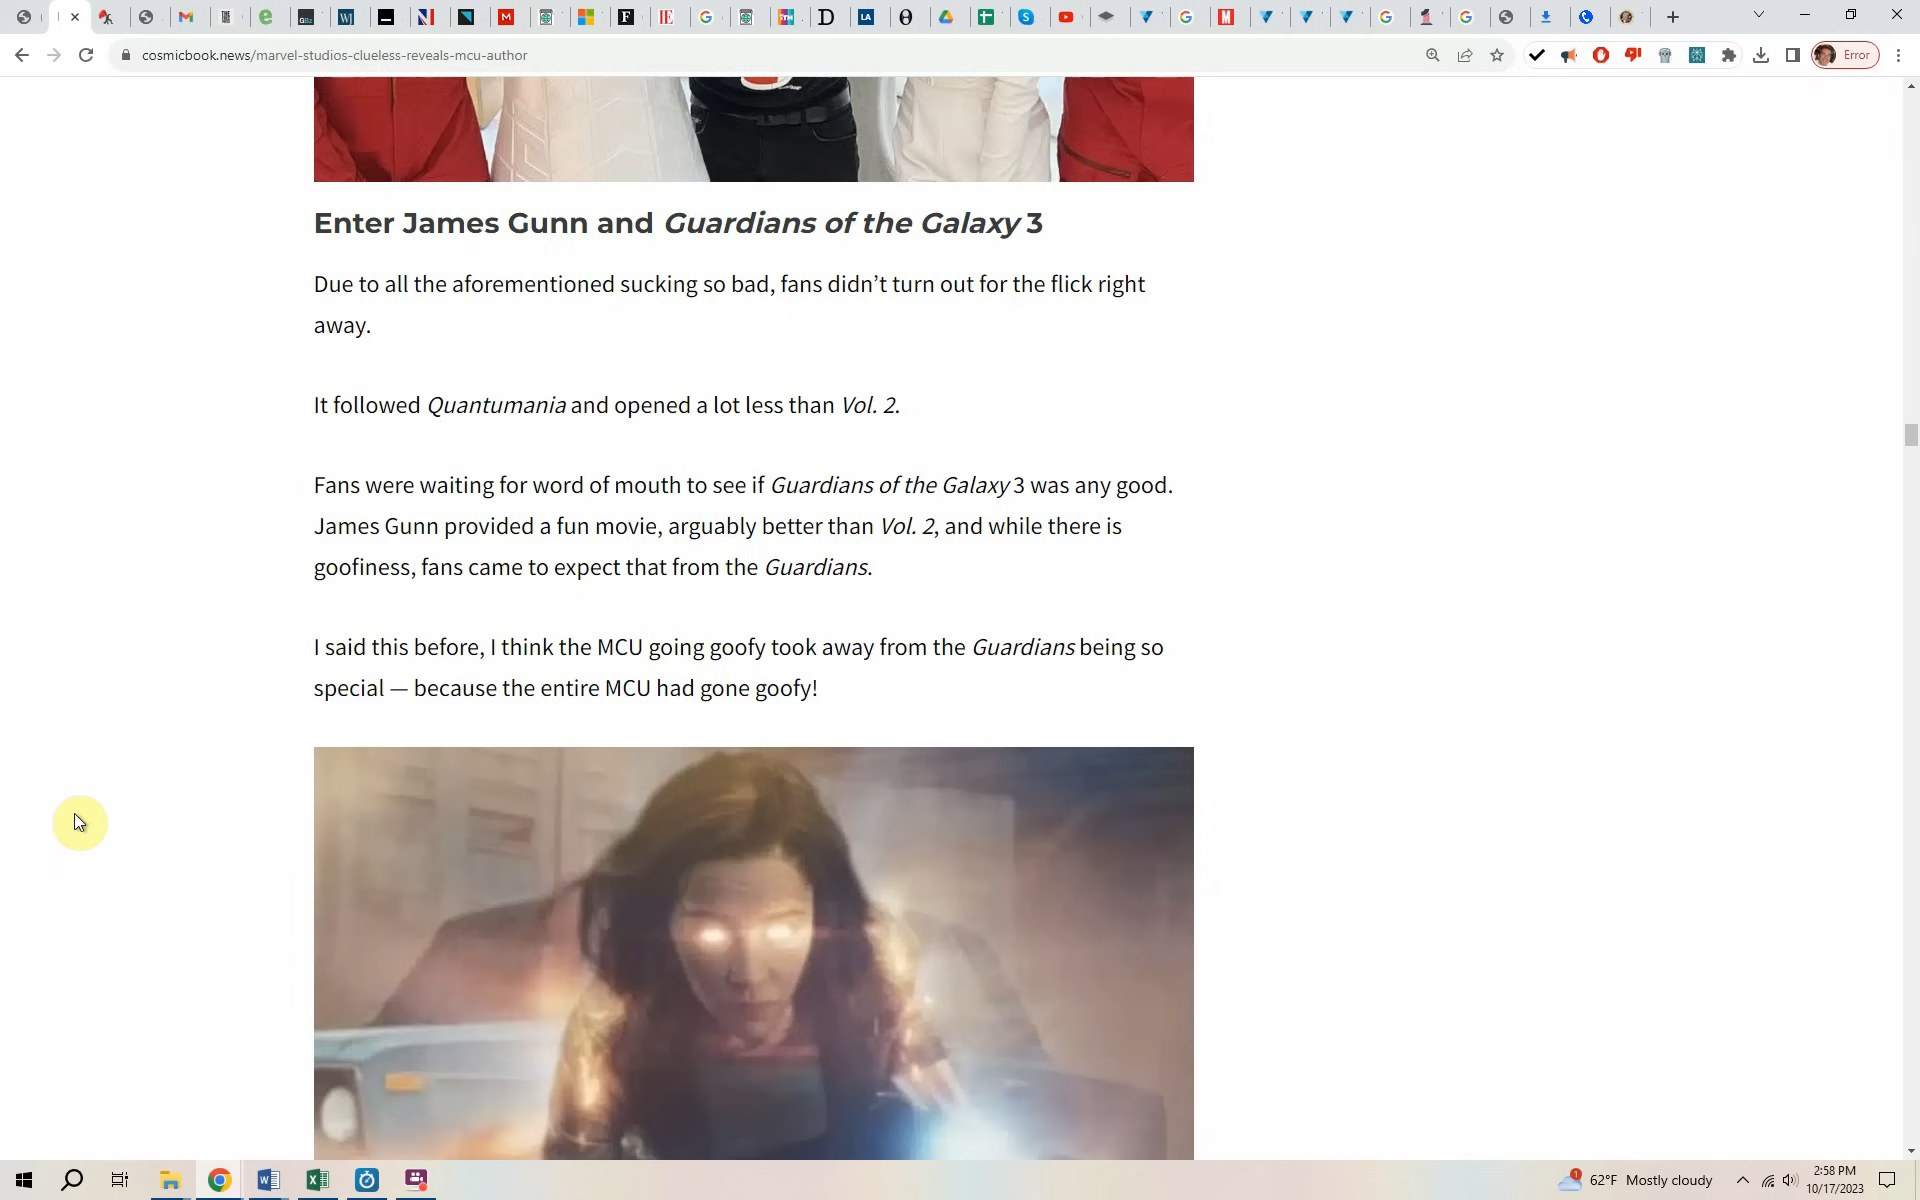 cosmicbook.news/marvel-studios-clueless-reveals-mcu-author
Error
Enter James Gunn and Guardians of the Galaxy 3
Due to all the aforementioned sucking so bad, fans didn’t turn out for the flick right
away.
It followed Quantumania and opened a lot less than Vol. 2.
Fans were waiting for word of mouth to see if Guardians of the Galaxy 3 was any good.
James Gunn provided a fun movie, arguably better than Vol. 2, and while there is
goofiness, fans came to expect that from the Guardians.
I said this before, I think the MCU going goofy took away from the Guardians being so
special — because the entire MCU had gone goofy!
62°F Mostly cloudy
2:58 PM
10/17/2023